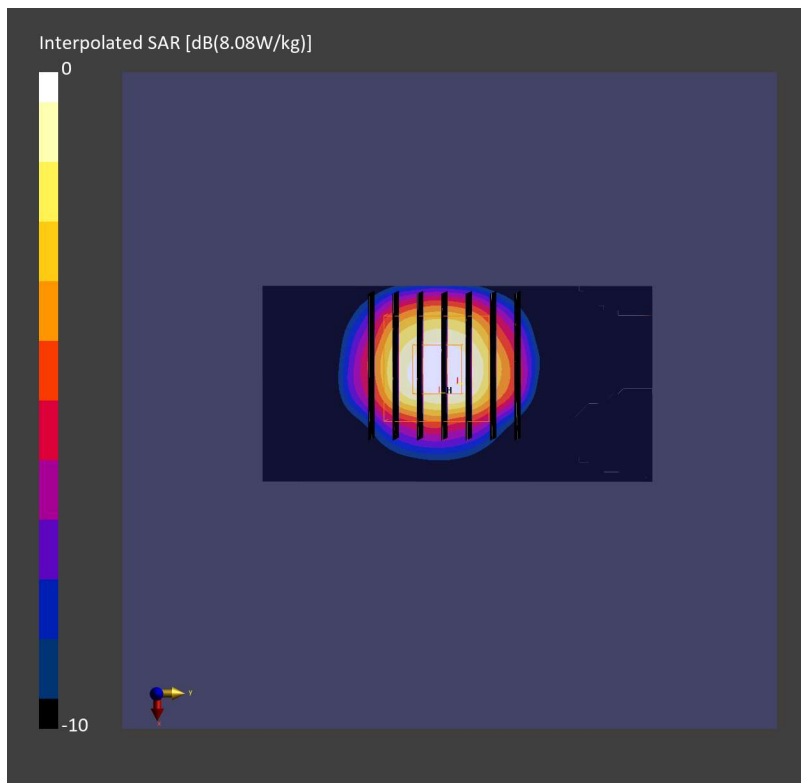 Interpolated SAR [dB(8.08W/kg)]
0
H
-10
Y
X